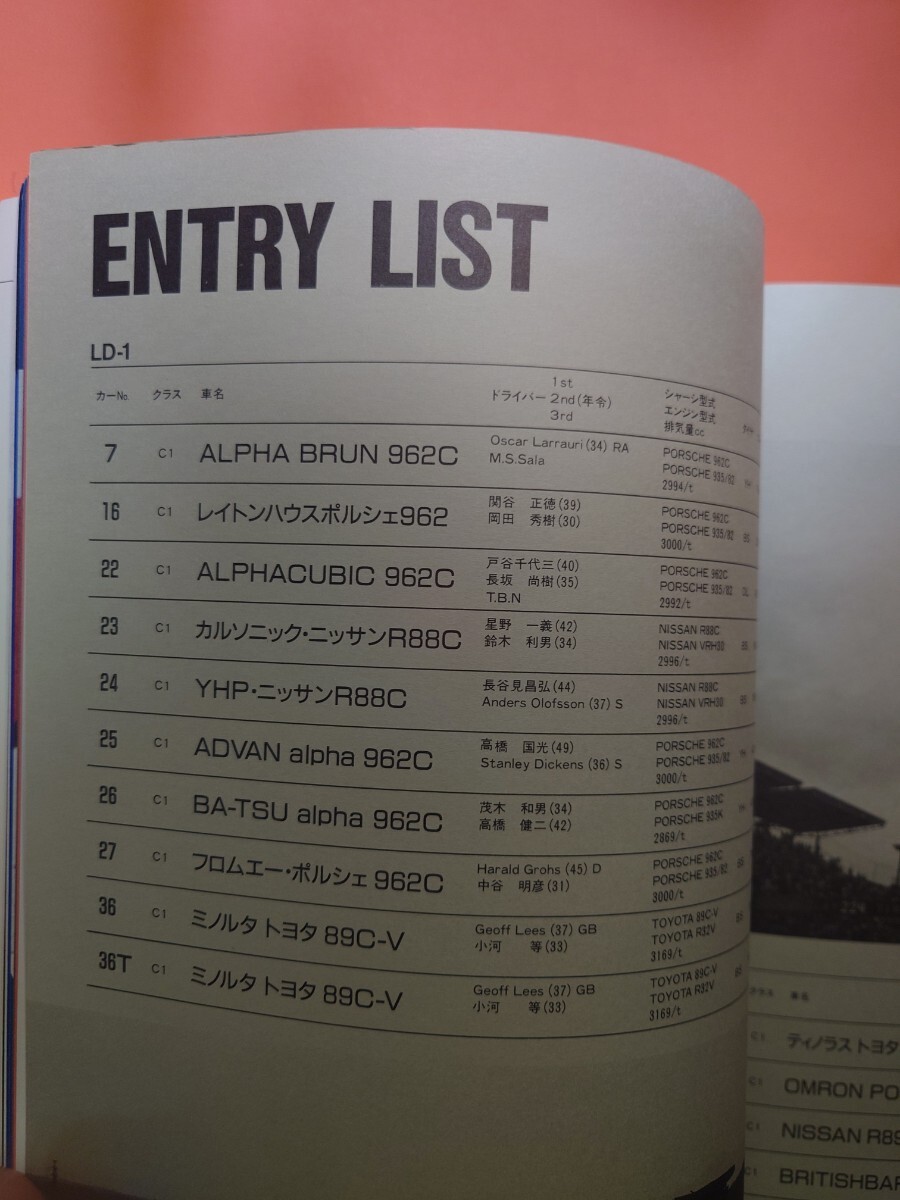 ENTRY LIST
LD-1
カーNo. クラス 車名 ドライバー 1st 2nd(年令) 3rd シャーシ型式 エンジン型式 排気量cc
7 C1 ALPHA BRUN 962C
Oscar Larrauri (34) RA
M.S.Sala
PORSCHE 962C
PORSCHE 935/82
2994/t
16 C1 レイトンハウスポルシェ962
関谷 正徳(39)
岡田 秀樹(30)
PORSCHE 962C
PORSCHE 935/82
3000/t
22 C1 ALPHACUBIC 962C
戸谷千代三(40)
長坂 尚樹(35)
T.B.N
PORSCHE 962C
PORSCHE 935/82
2992/t
23 C1 カルソニック・ニッサンR88C
星野 一義(42)
鈴木 利男(34)
NISSAN R88C
NISSAN VRH30
2996/t
24 C1 YHP・ニッサンR88C
長谷見昌弘(44)
Anders Olofsson (37) S
NISSAN R88C
NISSAN VRH30
2996/t
25 C1 ADVAN alpha 962C
高橋 国光(49)
Stanley Dickens (36) S
PORSCHE 962C
PORSCHE 935/82
3000/t
26 C1 BA-TSU alpha 962C
茂木 和男(34)
高橋 健二(42)
PORSCHE 962C
PORSCHE 935K
2869/t
27 C1 フロムエー・ポルシェ 962C
Harald Grohs (45) D
中谷 明彦(31)
PORSCHE 962C
PORSCHE 935/82
3000/t
36 C1 ミノルタ トヨタ 89C-V
Geoff Lees (37) GB
小河 等(33)
TOYOTA 89C-V
TOYOTA R32V
3169/t
36T C1 ミノルタ トヨタ 89C-V
Geoff Lees (37) GB
小河 等(33)
TOYOTA 89C-V
TOYOTA R32V
3169/t
クラス 車名
C1 ティノラス トヨタ
C1 OMRON PO
C1 NISSAN R89
C1 BRITISHBAR